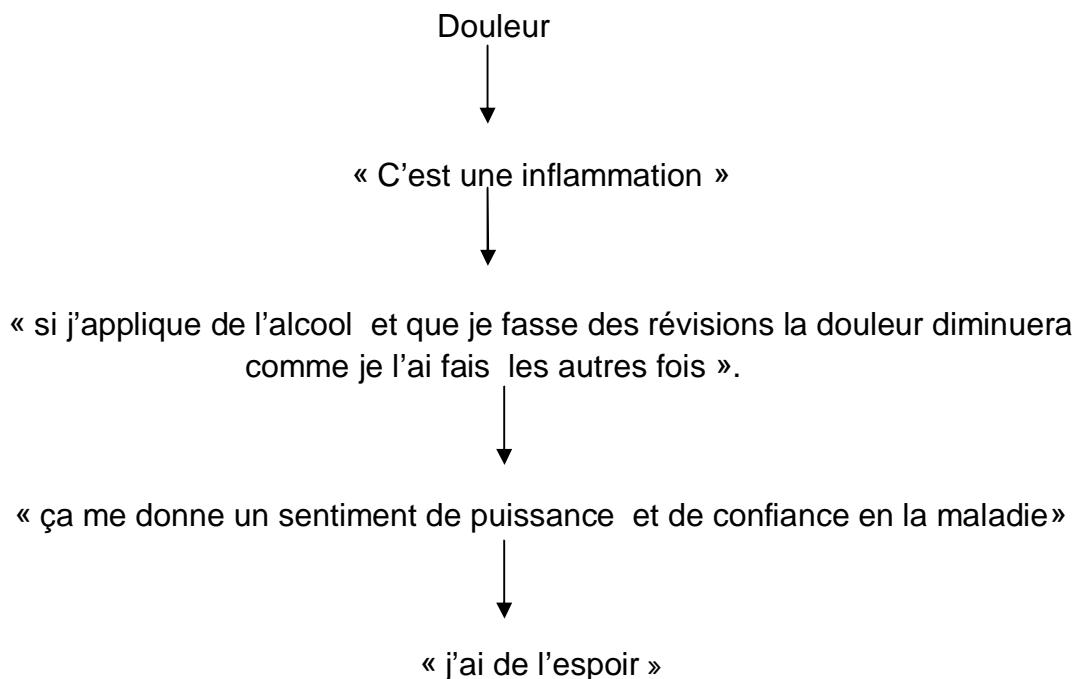 Douleur
« C’est une inflammation »
« si j’applique de l’alcool et que je fasse des révisions la douleur diminuera
comme je l’ai fais les autres fois ».
« ça me donne un sentiment de puissance et de confiance en la maladie»
« j’ai de l’espoir »